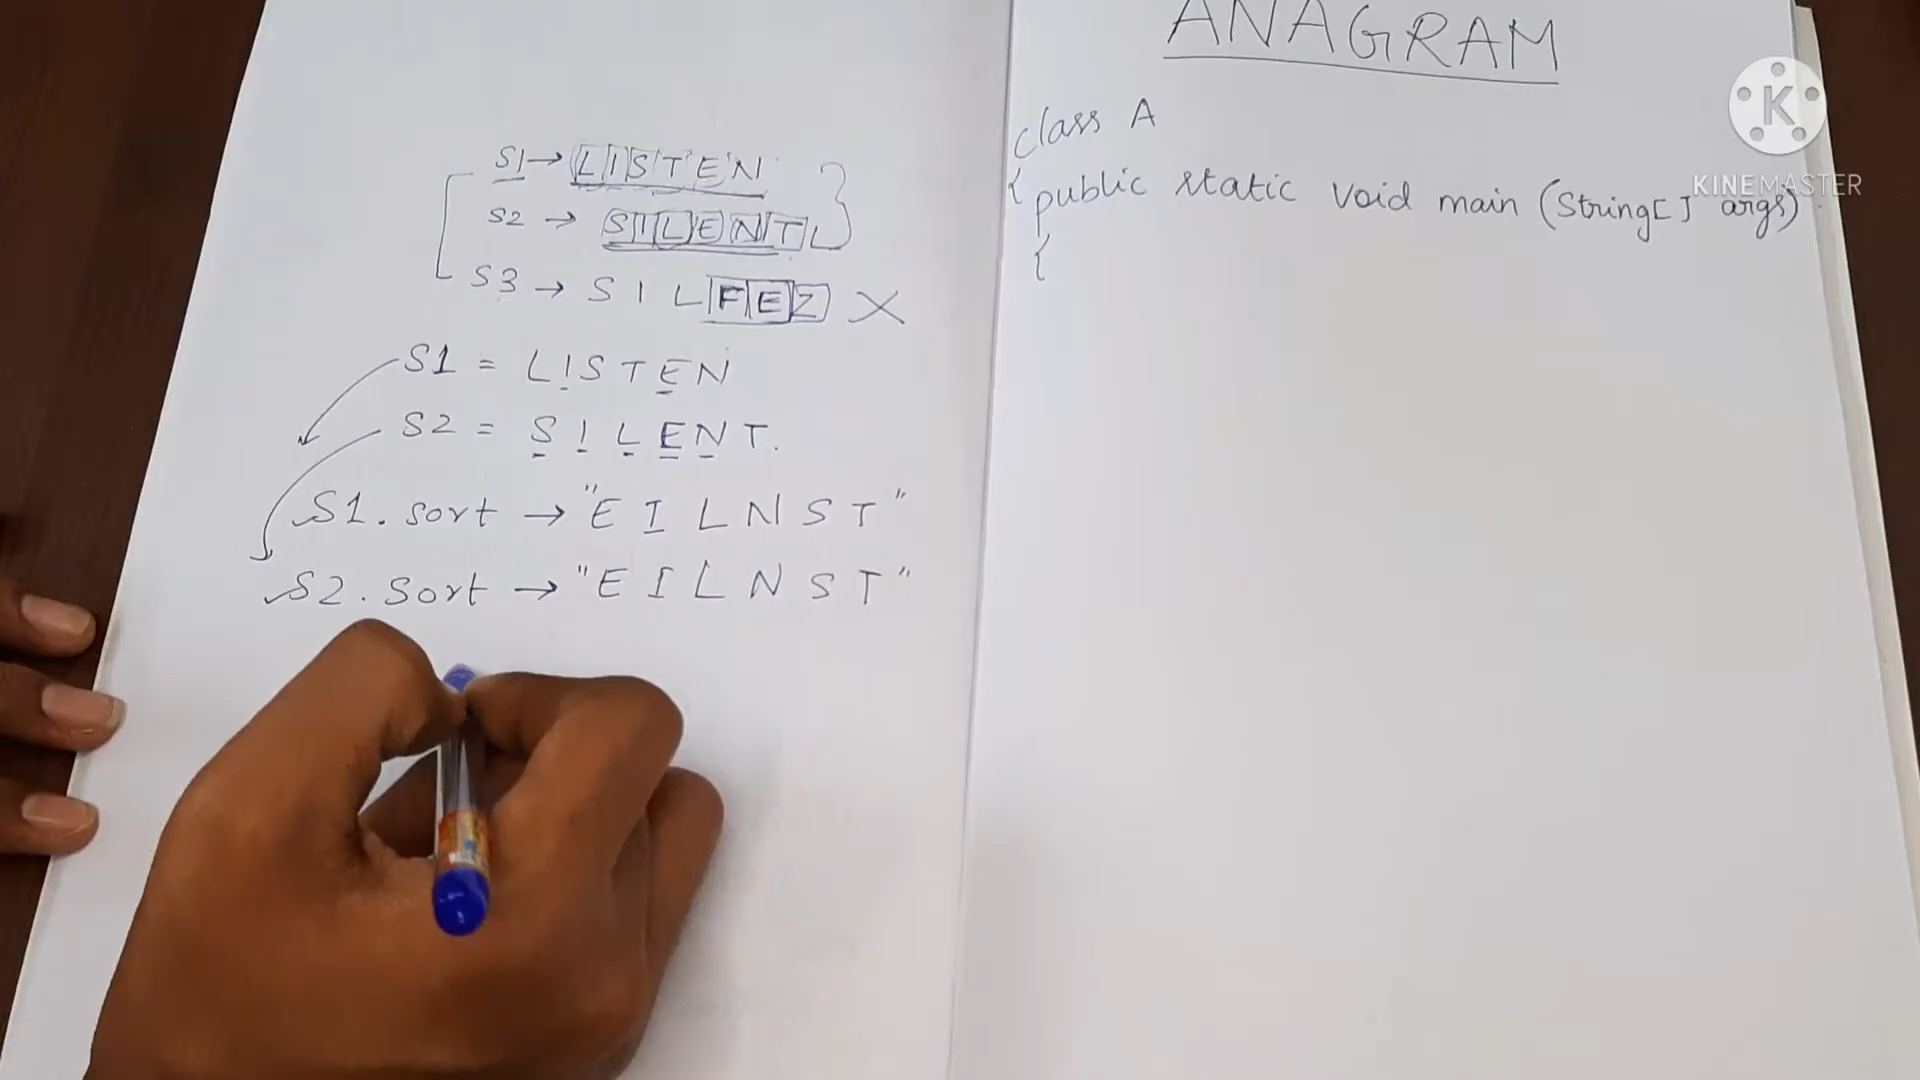 S1 → LISTEN
S2 → SILENT
S3 → SILFEZ X
S1 = LISTEN
S2 = SILENT.
S1.sort → "EILNST"
S2.sort → "EILNST"
ANAGRAM
class A
{ public static void main (String[] args)
{
K
KINEMASTER